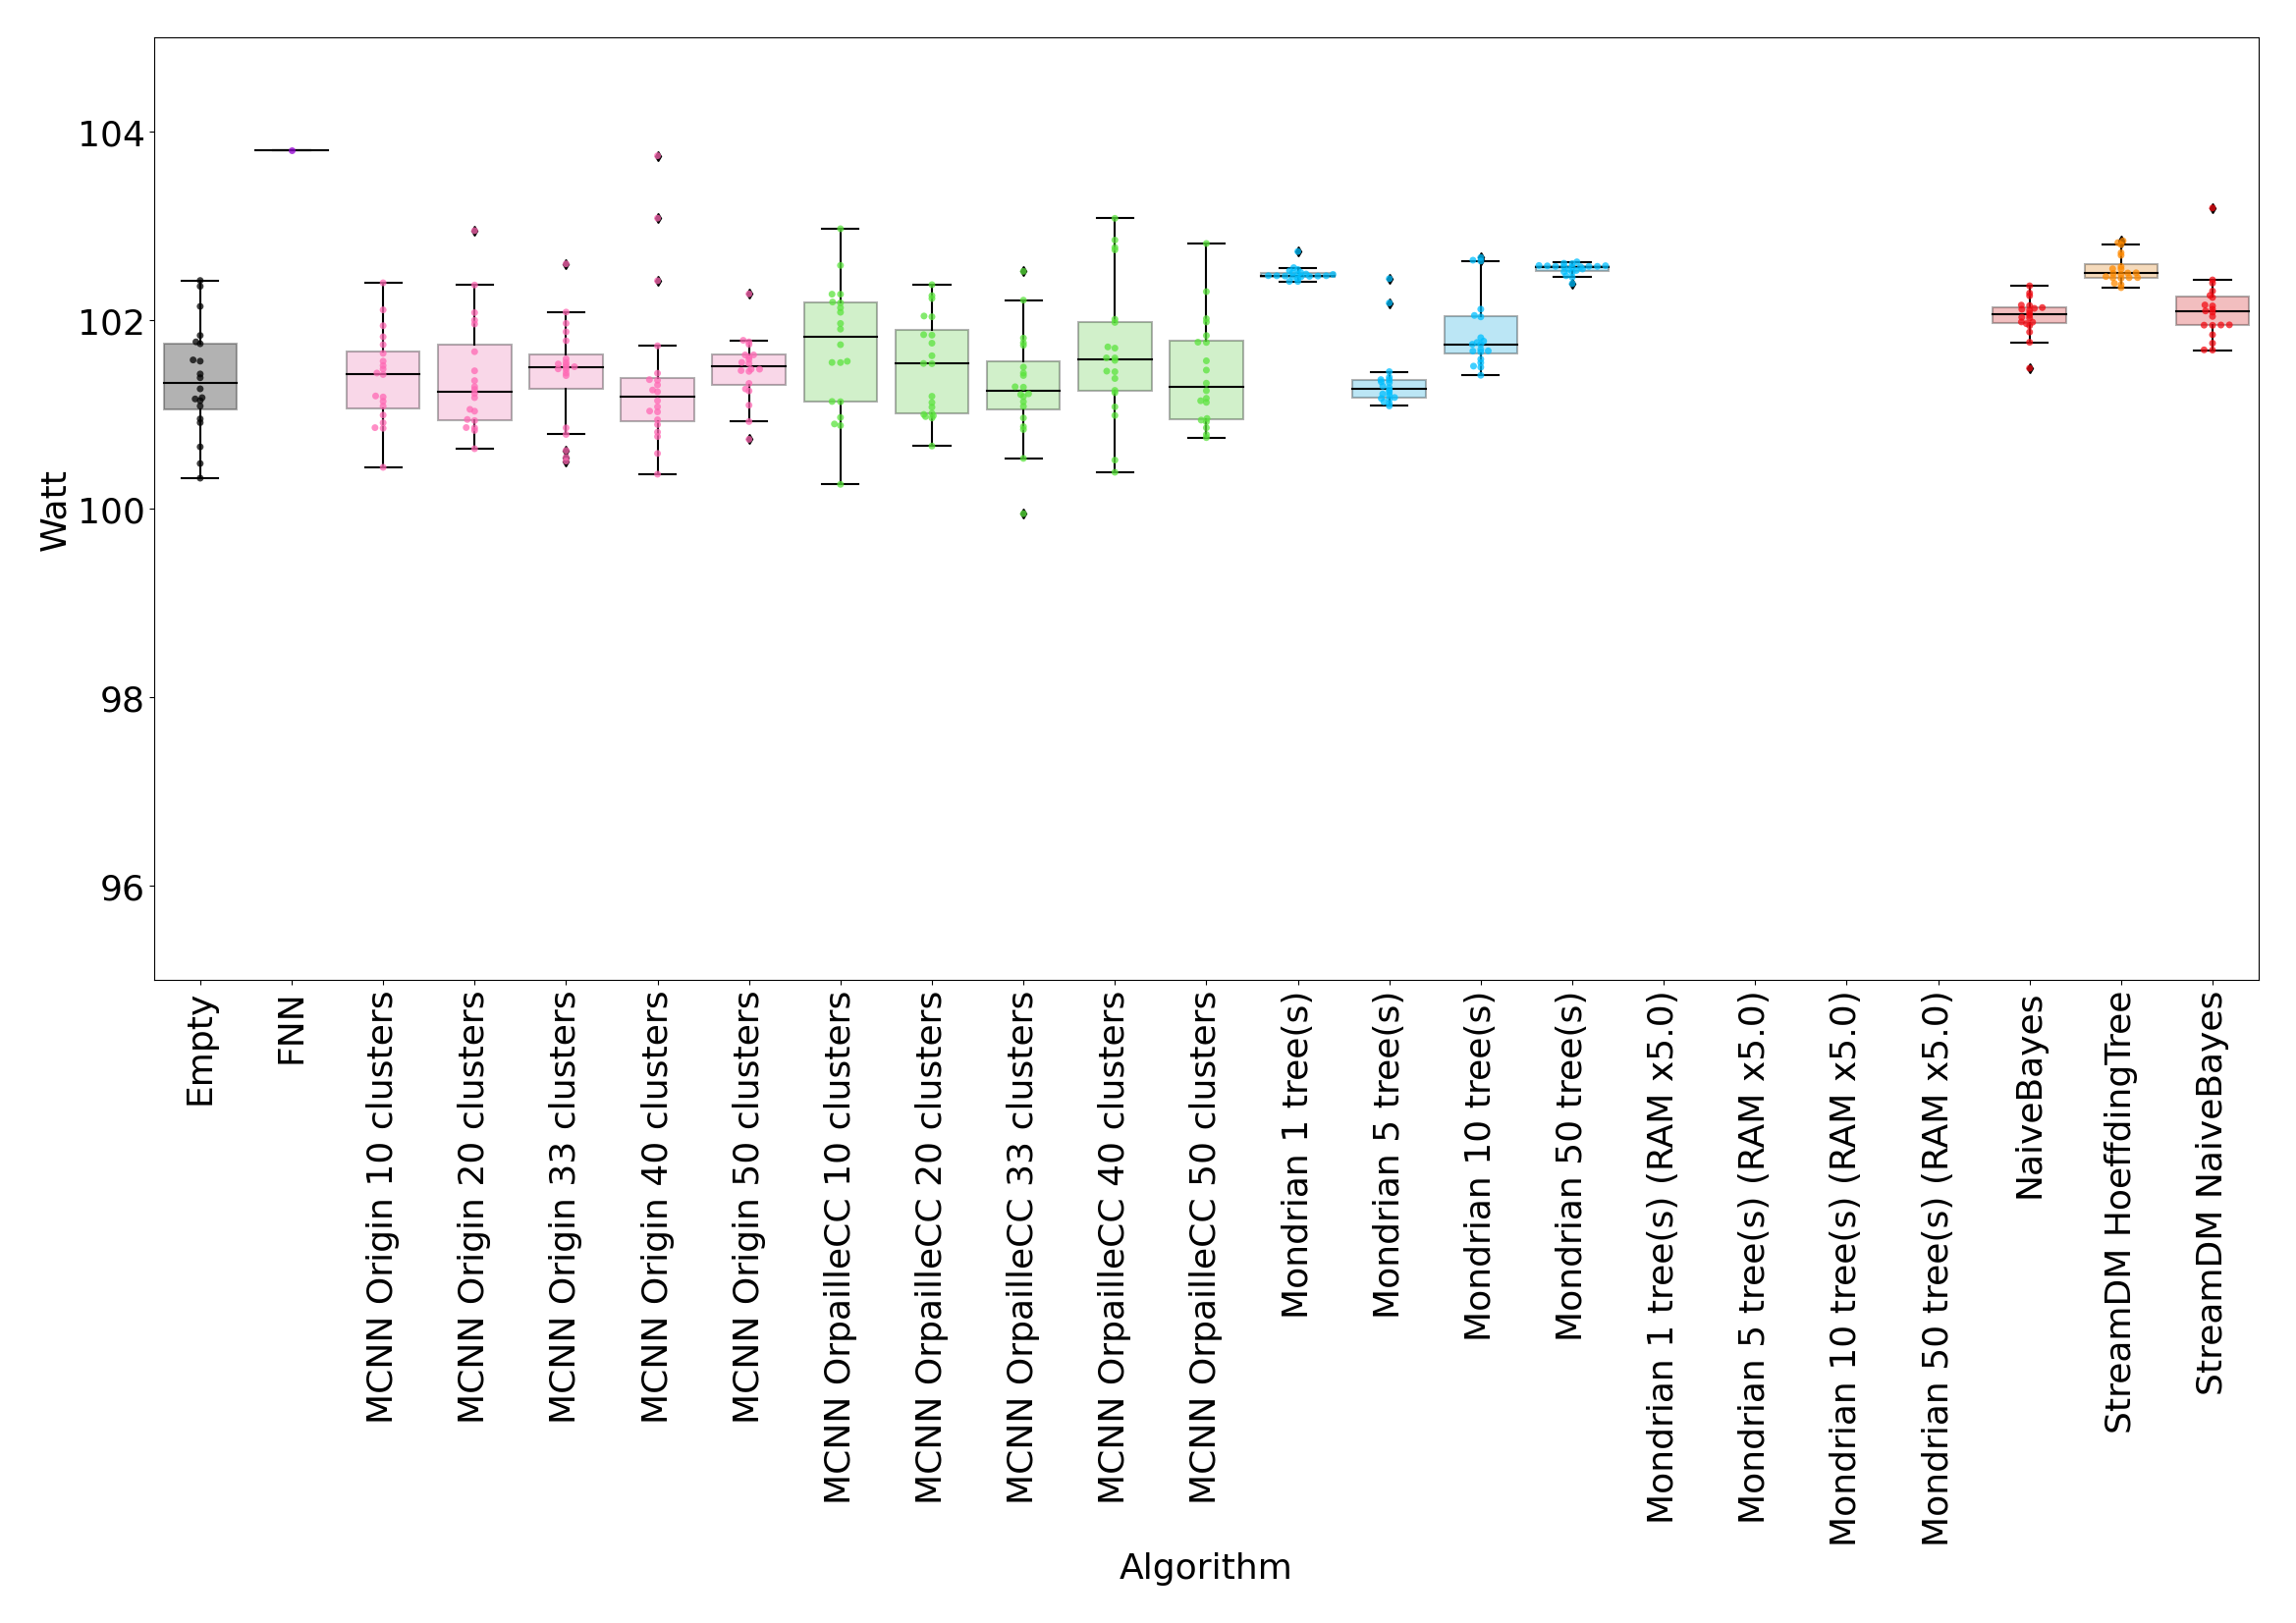 104
102
100
98
96
Watt
Empty
FNN
MCNN Origin 10 clusters
MCNN Origin 20 clusters
MCNN Origin 33 clusters
MCNN Origin 40 clusters
MCNN Origin 50 clusters
MCNN OrpailleCC 10 clusters
MCNN OrpailleCC 20 clusters
MCNN OrpailleCC 33 clusters
MCNN OrpailleCC 40 clusters
MCNN OrpailleCC 50 clusters
Mondrian 1 tree(s)
Mondrian 5 tree(s)
Mondrian 10 tree(s)
Mondrian 50 tree(s)
Mondrian 1 tree(s) (RAM x5.0)
Mondrian 5 tree(s) (RAM x5.0)
Mondrian 10 tree(s) (RAM x5.0)
Mondrian 50 tree(s) (RAM x5.0)
NaiveBayes
StreamDM HoeffdingTree
StreamDM NaiveBayes
Algorithm